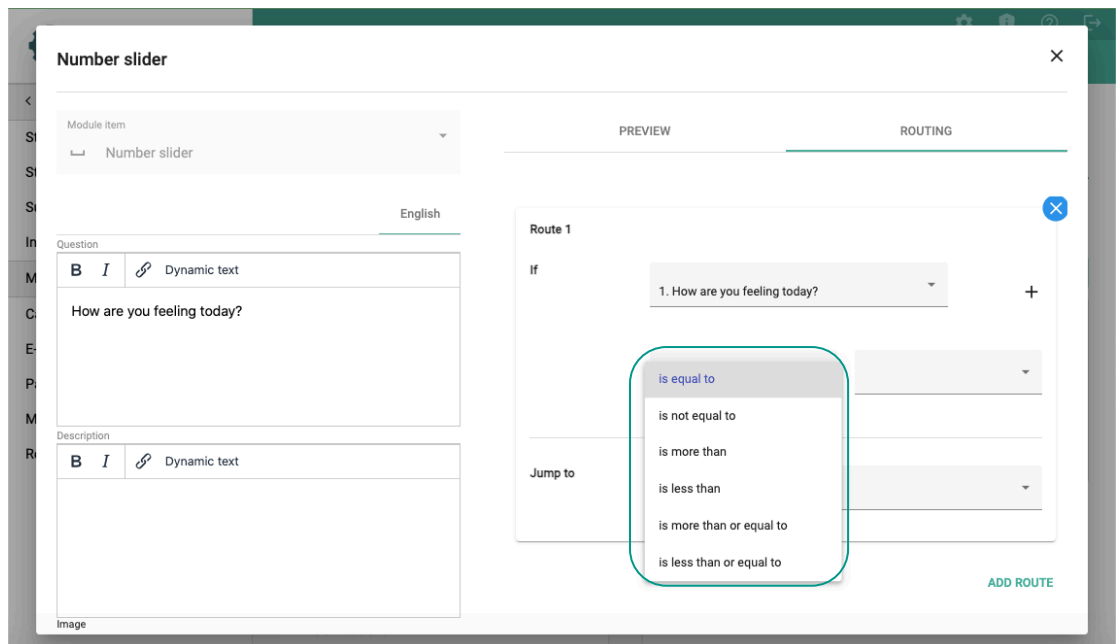 Number slider
Module item
Number slider
PREVIEW
ROUTING
English
Question
B I Dynamic text
How are you feeling today?
Description
B I Dynamic text
Image
Route 1
If
1. How are you feeling today?
is equal to
is not equal to
is more than
is less than
is more than or equal to
is less than or equal to
Jump to
ADD ROUTE